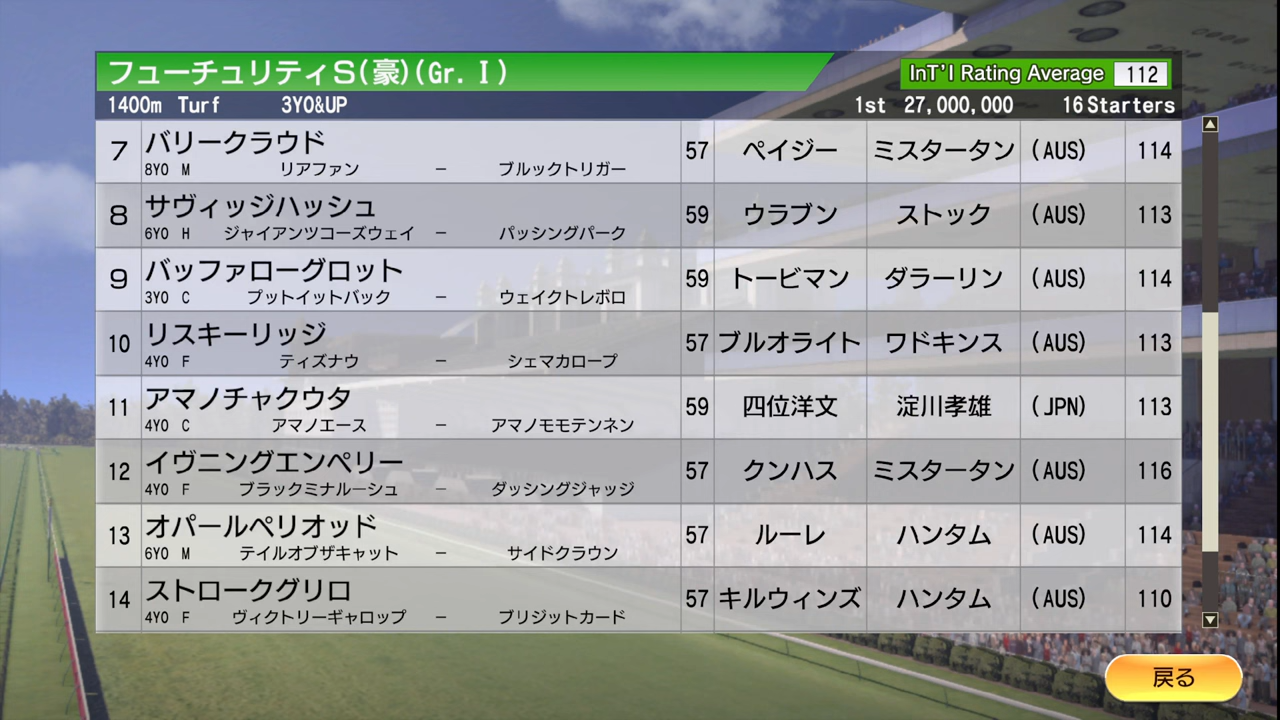 フューチュリティS(豪)(Gr.Ⅰ)
InT'l Rating Average 112
1400m Turf 3YO&UP 1st 27,000,000 16Starters
7 バリークラウド 57 ペイジー ミスタータン (AUS) 114
8YO M リアファン － ブルックトリガー
8 サヴィッジハッシュ 59 ウラブン ストック (AUS) 113
6YO H ジャイアンツコーズウェイ － パッシングパーク
9 バッファローグロット 59 トービマン ダラーリン (AUS) 114
3YO C プットイットバック － ウェイクトレボロ
10 リスキーリッジ 57 ブルオライト ワドキンス (AUS) 113
4YO F ティズナウ － シェマカロープ
11 アマノチャクウタ 59 四位洋文 淀川孝雄 (JPN) 113
4YO C アマノエース － アマノモモテンネン
12 イヴニングエンペリー 57 クンハス ミスタータン (AUS) 116
4YO F ブラックミナルーシュ － ダッシングジャッジ
13 オパールペリオッド 57 ルーレ ハンタム (AUS) 114
6YO M テイルオブザキャット － サイドクラウン
14 ストロークグリロ 57 キルウィンズ ハンタム (AUS) 110
4YO F ヴィクトリーギャロップ － ブリジットカード
戻る